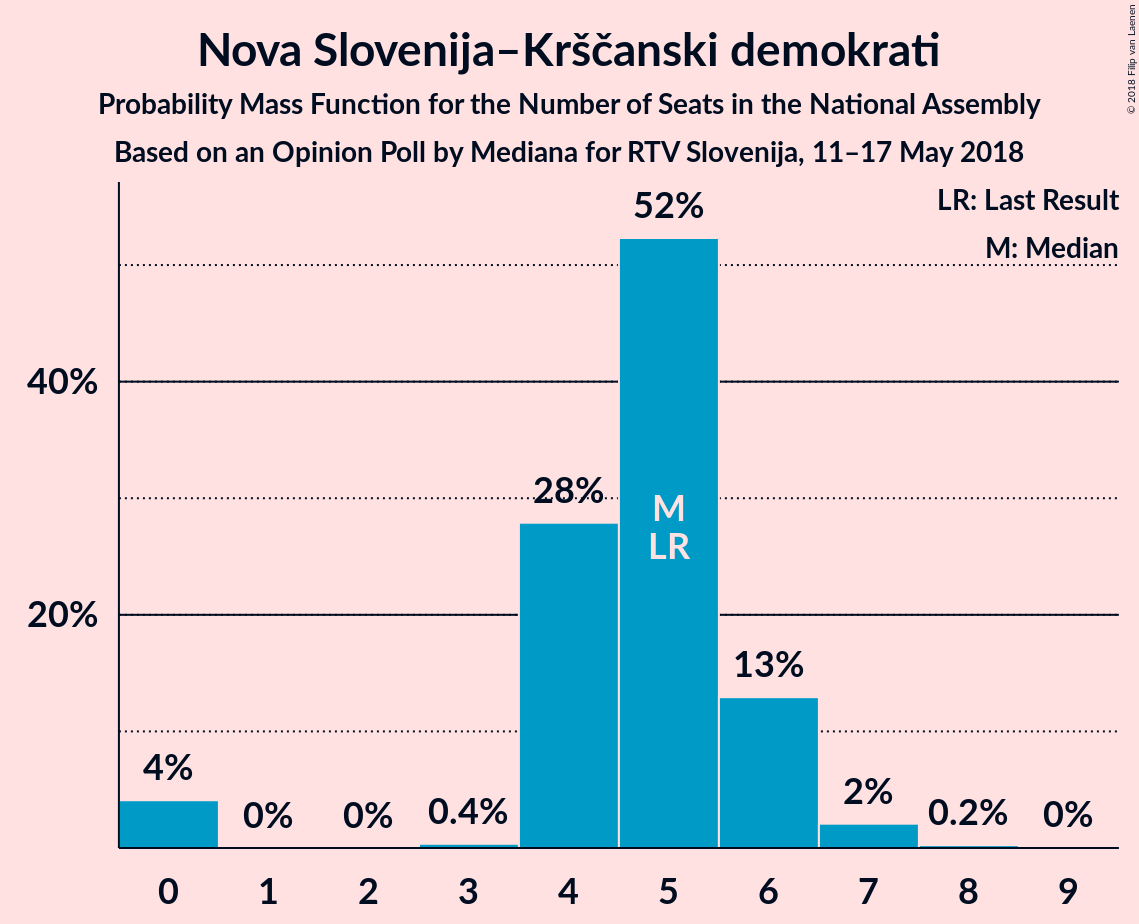 Nova Slovenija–Krščanski demokrati
Probability Mass Function for the Number of Seats in the National Assembly
Based on an Opinion Poll by Mediana for RTV Slovenija, 11–17 May 2018
© 2018 Filip van Laenen
LR: Last Result
M: Median
52%
40%
28%
M
LR
20%
13%
4%
0%
0%
0.4%
2%
0.2%
0%
0 1 2 3 4 5 6 7 8 9